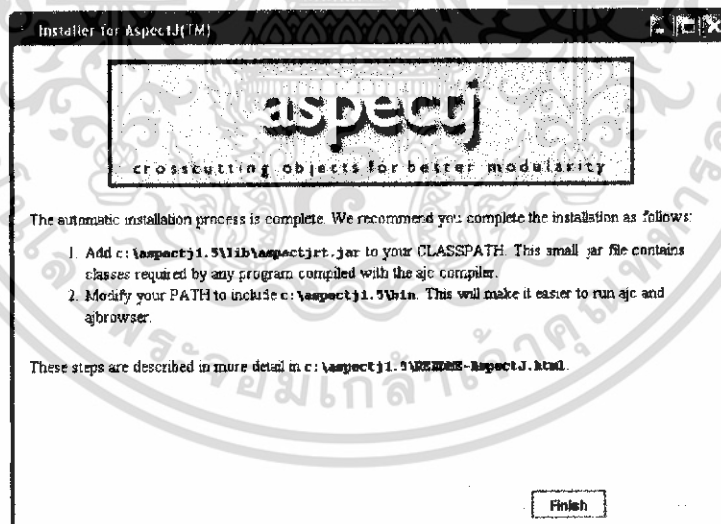 Installer for AspectJ(TM)
aspectj
crosscutting objects for better modularity
The automatic installation process is complete. We recommend you complete the installation as follows:
1. Add c:\aspectj1.5\lib\aspectjrt.jar to your CLASSPATH. This small jar file contains
classes required by any program compiled with the ajc compiler.
2. Modify your PATH to include c:\aspectj1.5\bin. This will make it easier to run ajc and
ajbrowser.
These steps are described in more detail in c:\aspectj1.5\README-AspectJ.html.
Finish